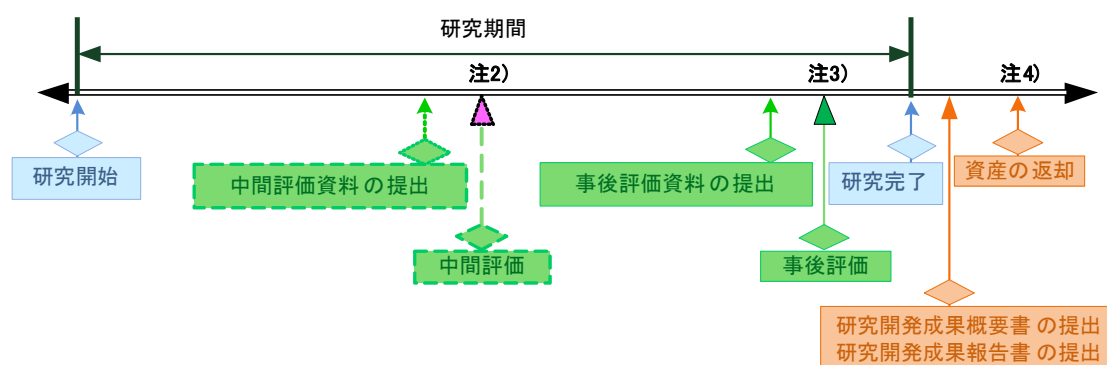 研究期間
注2)
注3)
注4)
研究開始
中間評価資料の提出
事後評価資料の提出
研究完了
資産の返却
中間評価
事後評価
研究開発成果概要書の提出
研究開発成果報告書の提出